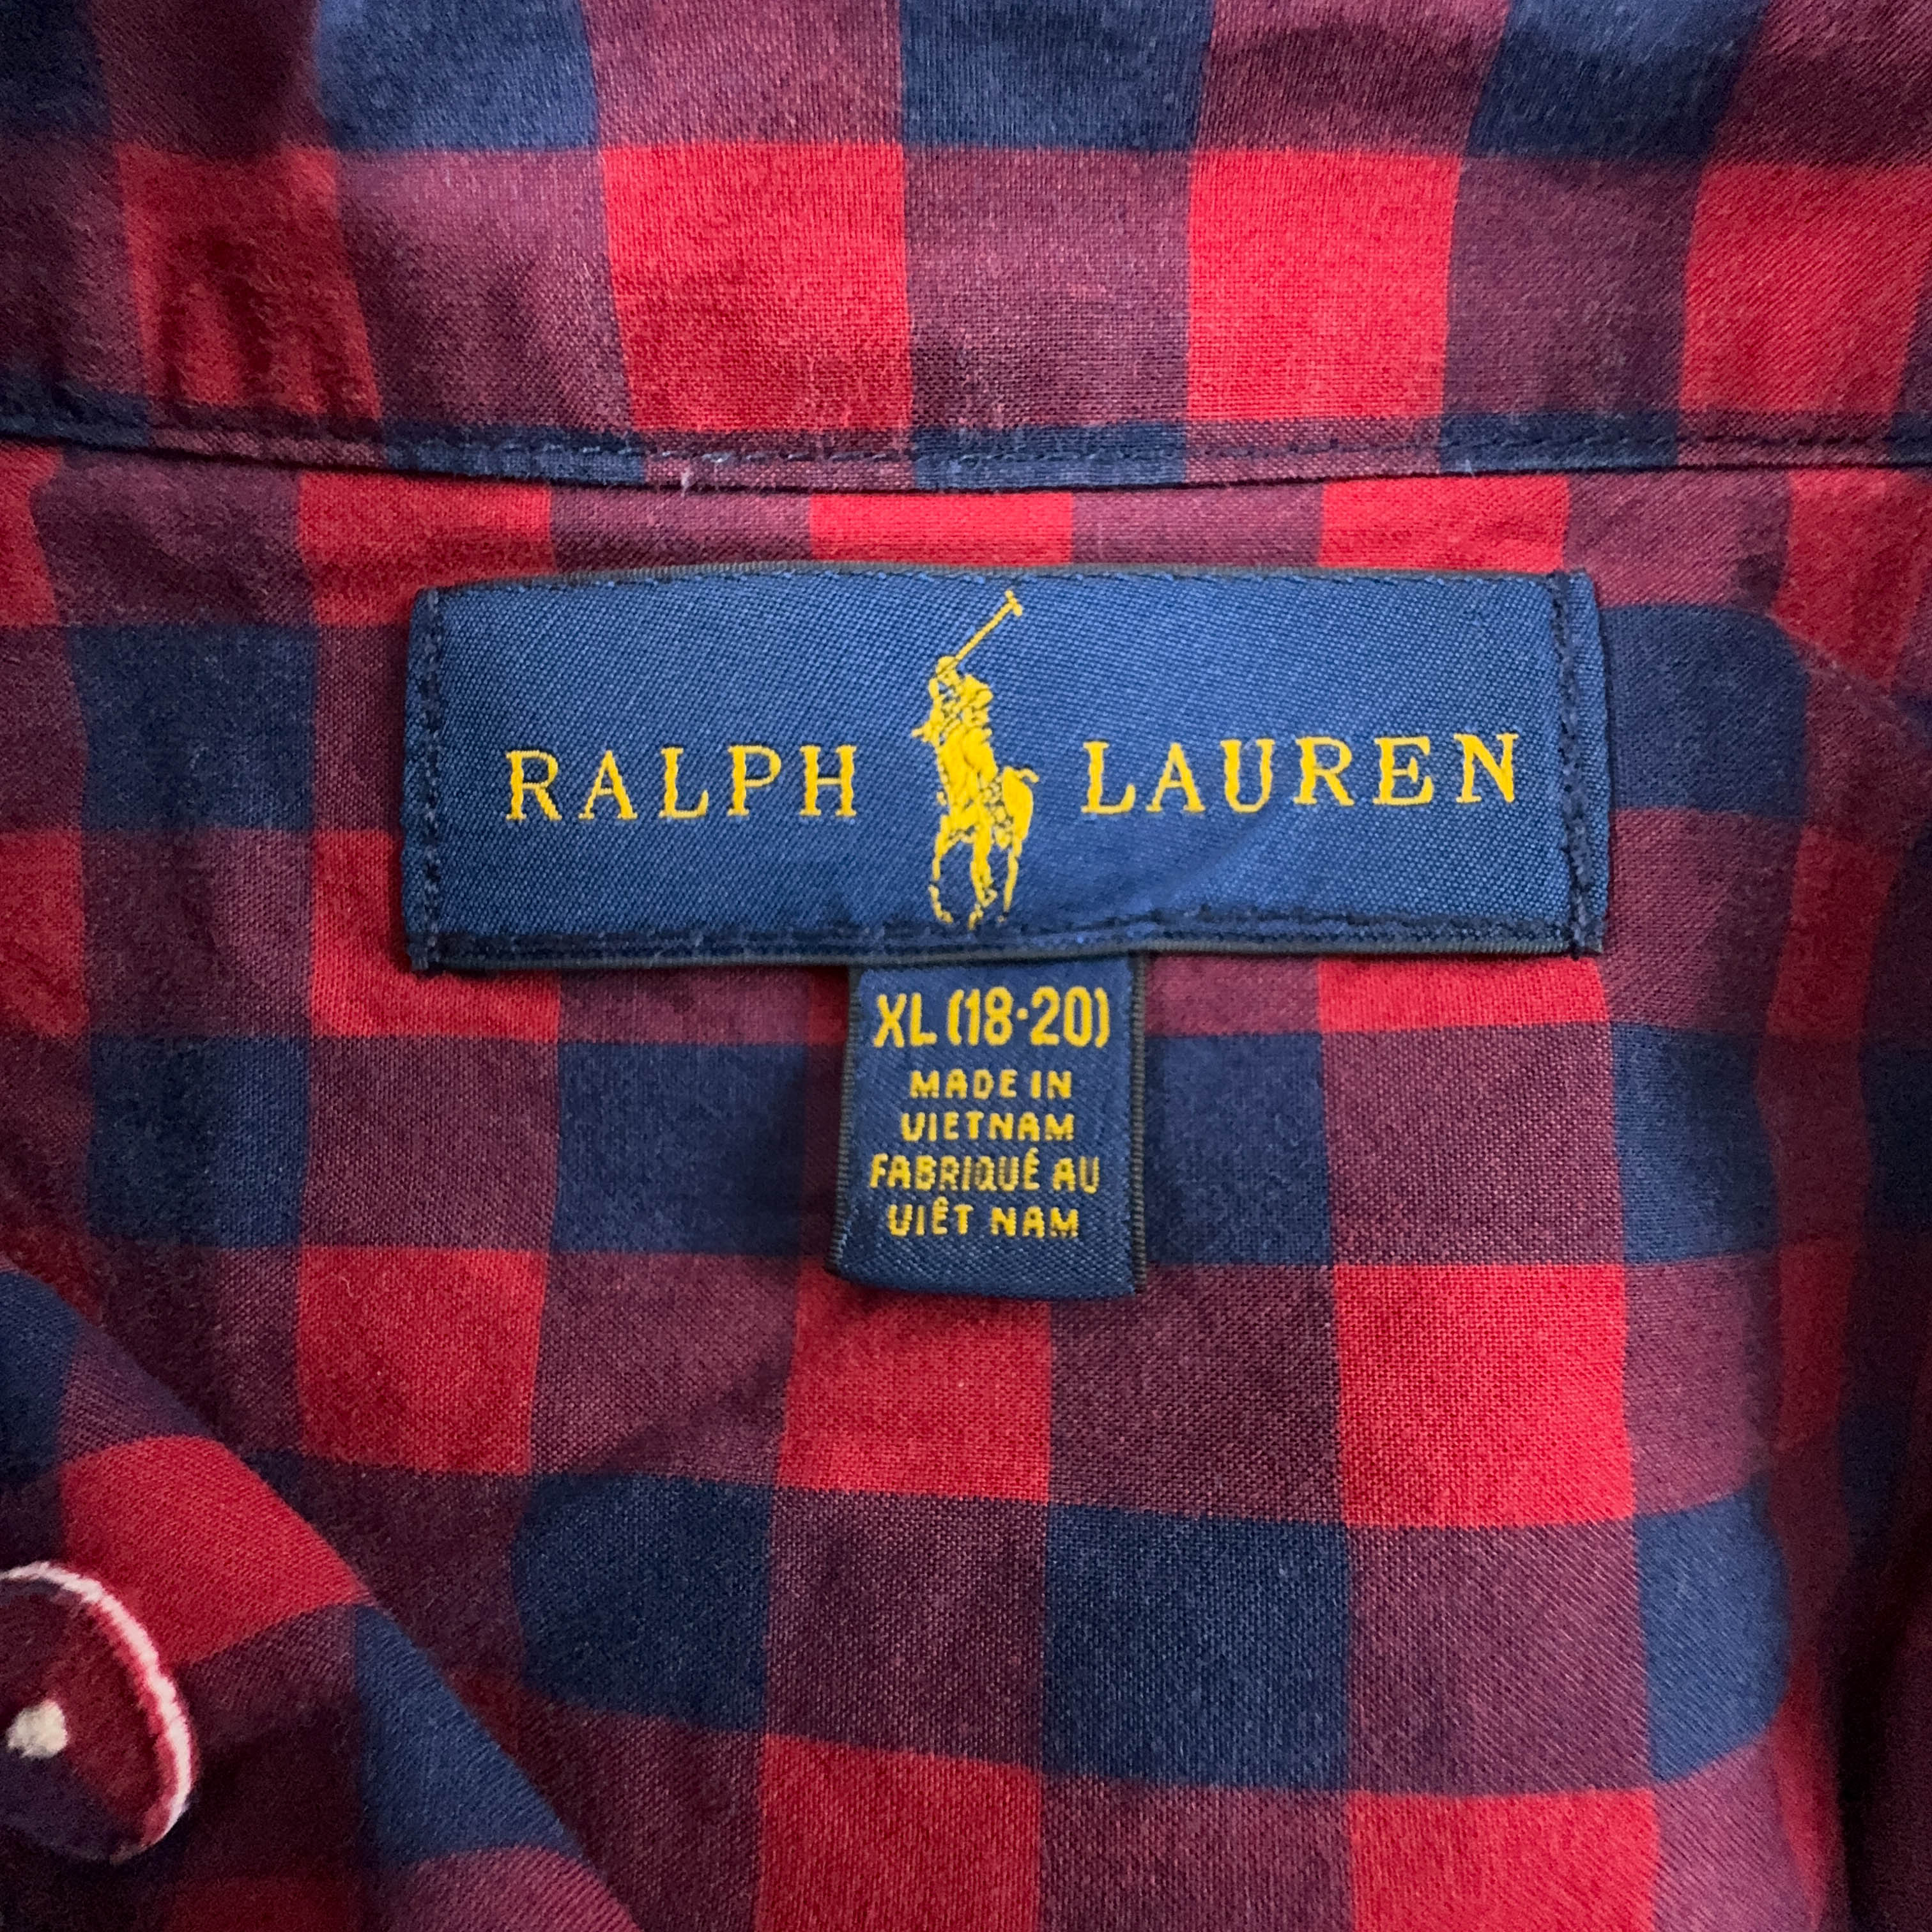 RALPH LAUREN
XL (18-20)
MADE IN
VIETNAM
FABRIQUÉ AU
VIÊT NAM